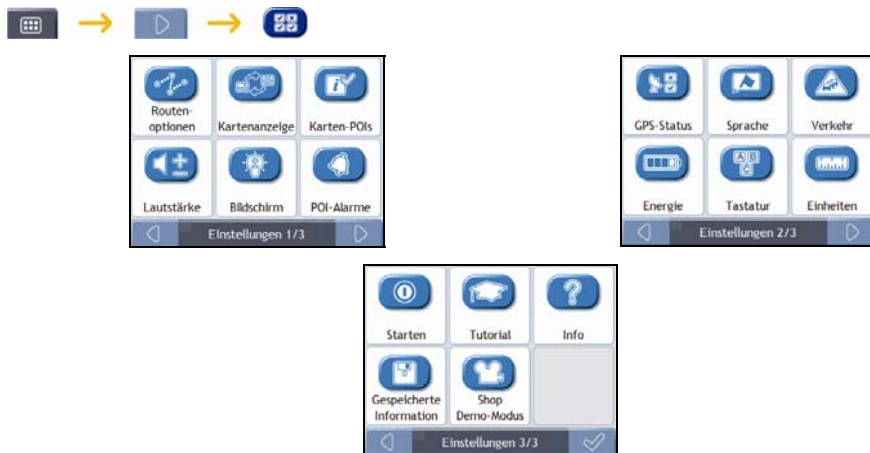 Routen-
optionen
Kartenanzeige
Karten-POIs
Lautstärke
Bildschirm
POI-Alarme
Einstellungen 1/3
GPS-Status
Sprache
Verkehr
Energie
Tastatur
Einheiten
Einstellungen 2/3
Starten
Tutorial
Info
Gespeicherte
Information
Shop
Demo-Modus
Einstellungen 3/3